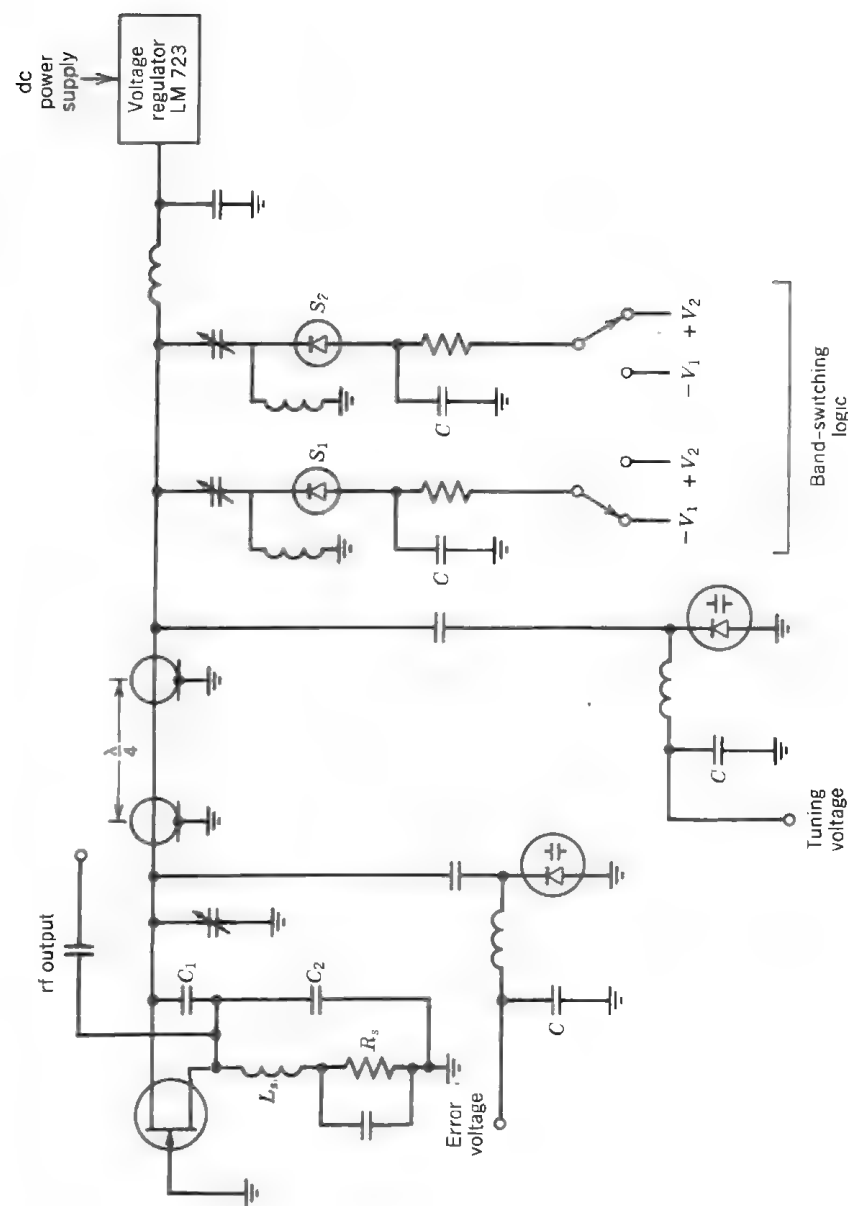 dc
power
supply
Voltage
regulator
LM 723
S₂
C
−V₁ +V₂
S₁
C
−V₁ +V₂
Band-switching
logic
λ/4
C
Tuning
voltage
rf output
C₁
C₂
Rₛ
Lₛ
C
Error
voltage